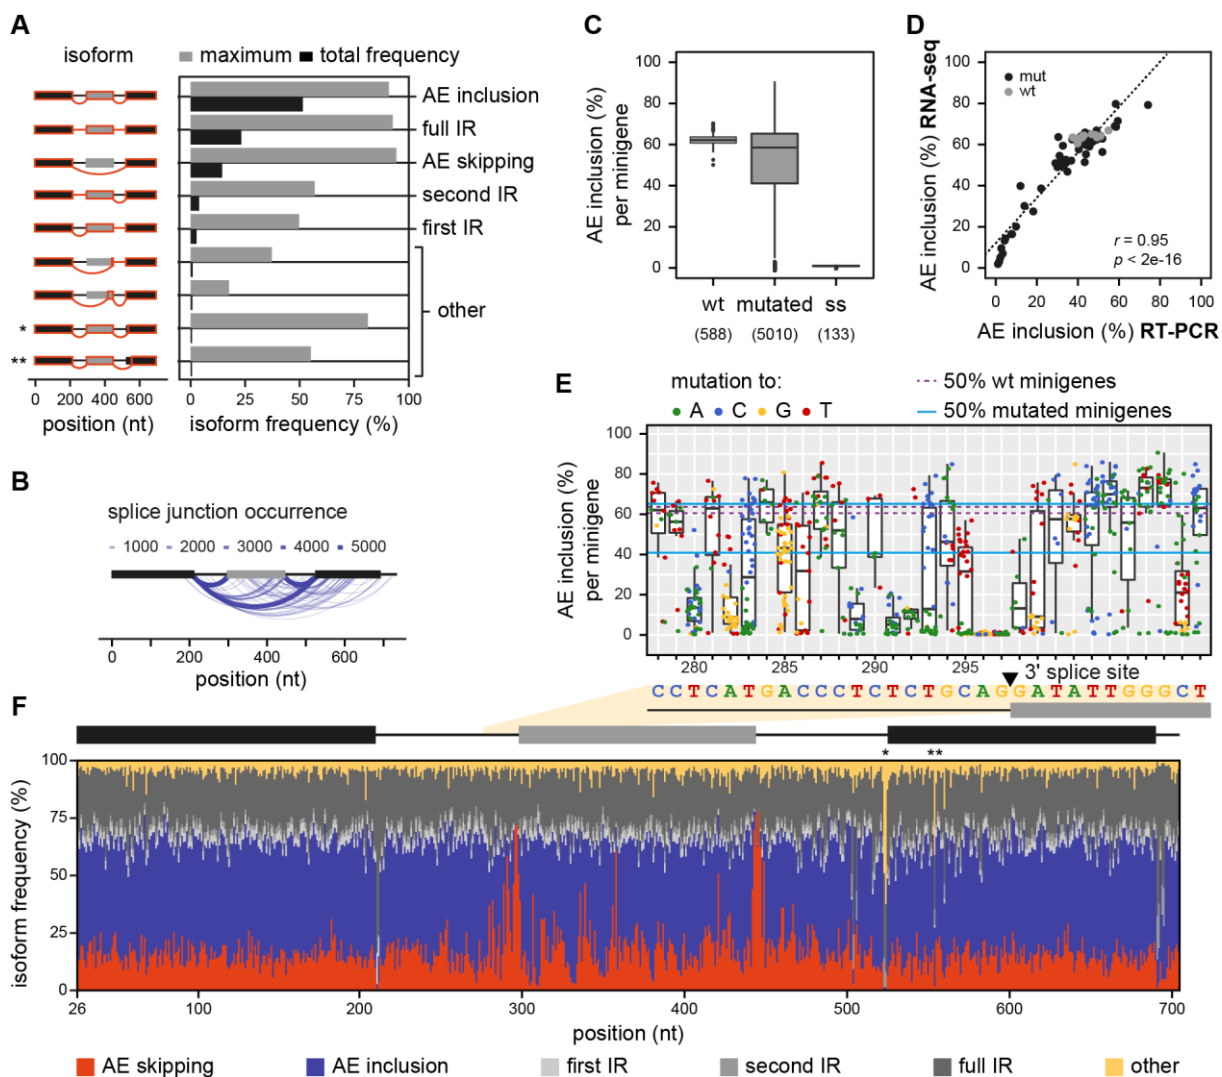 A
isoform
maximum
total frequency
AE inclusion
full IR
AE skipping
second IR
first IR
other
*
**
0 200 400 600
position (nt)
0 25 50 75 100
isoform frequency (%)
B
splice junction occurrence
1000 2000 3000 4000 5000
0 200 400 600
position (nt)
C
AE inclusion (%)
per minigene
100
80
60
40
20
0
wt mutated ss
(588) (5010) (133)
D
AE inclusion (%) RNA-seq
100
80
60
40
20
0
mut
wt
r = 0.95
p < 2e-16
0 20 40 60 80 100
AE inclusion (%) RT-PCR
E
mutation to:
A C G T
50% wt minigenes
50% mutated minigenes
AE inclusion (%)
per minigene
100
80
60
40
20
0
280 285 290 295
3' splice site
CCTCATGACCCTCTCTGCAGGATATTGGGCT
F
* **
isoform frequency (%)
100
75
50
25
0
26 100 200 300 400 500 600 700
position (nt)
AE skipping
AE inclusion
first IR
second IR
full IR
other